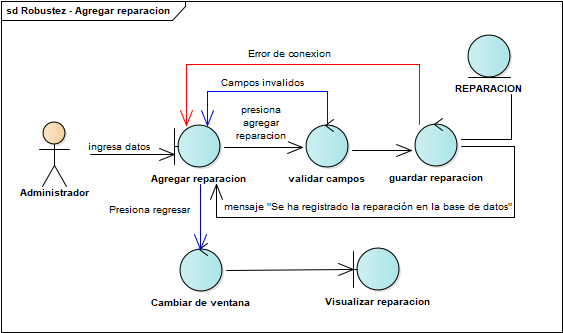 sd Robustez - Agregar reparacion
Error de conexion
Campos invalidos
REPARACION
presiona
agregar
reparacion
ingresa datos
Administrador
Agregar reparacion
validar campos
guardar reparacion
Presiona regresar
mensaje "Se ha registrado la reparación en la base de datos"
Cambiar de ventana
Visualizar reparacion